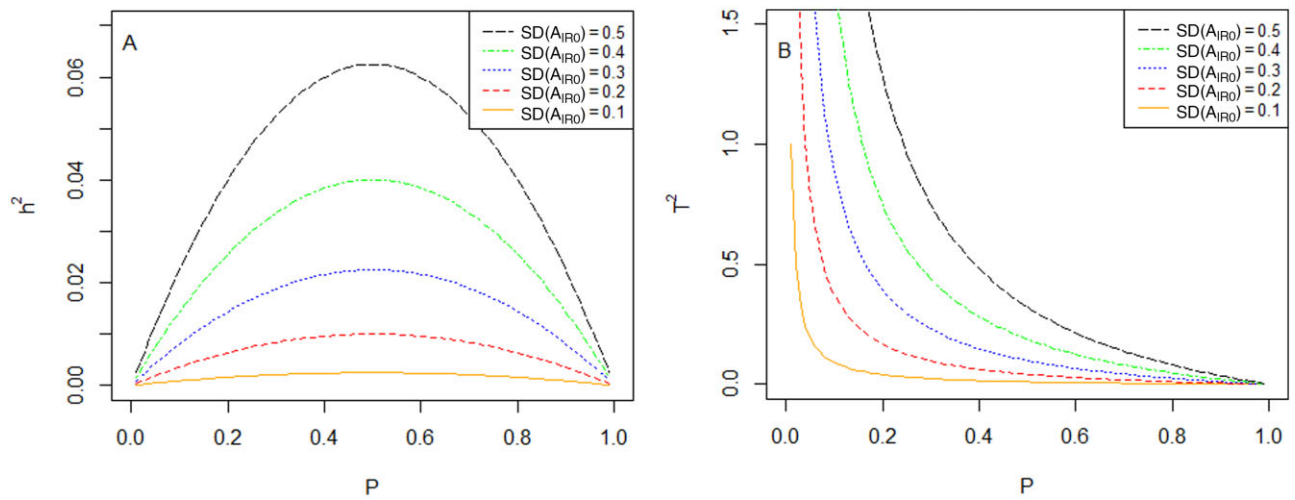 A
SD(A_IR0) = 0.5
SD(A_IR0) = 0.4
SD(A_IR0) = 0.3
SD(A_IR0) = 0.2
SD(A_IR0) = 0.1
h²
0.06
0.04
0.02
0.00
0.0 0.2 0.4 0.6 0.8 1.0
P
B
SD(A_IR0) = 0.5
SD(A_IR0) = 0.4
SD(A_IR0) = 0.3
SD(A_IR0) = 0.2
SD(A_IR0) = 0.1
T²
1.5
1.0
0.5
0.0
0.0 0.2 0.4 0.6 0.8 1.0
P